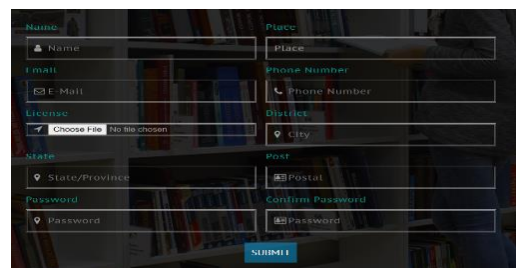 Name Place
Name Place
Email Phone Number
E-Mail Phone Number
License District
Choose File No file chosen City
State Post
State/Province Postal
Password Confirm Password
Password Password
SUBMIT